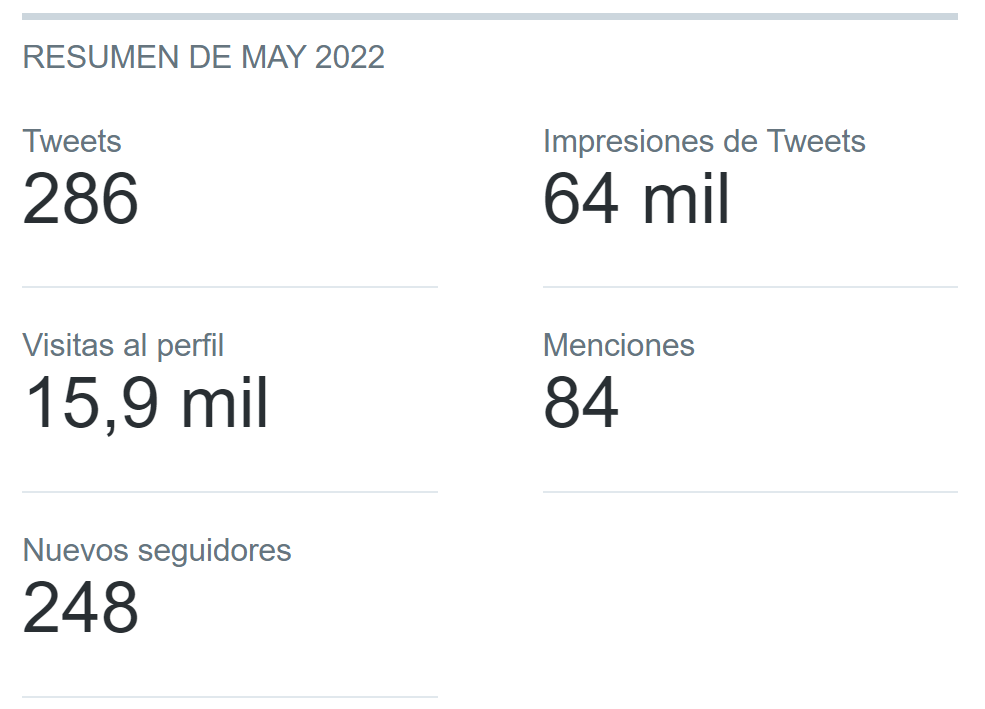 RESUMEN DE MAY 2022
Tweets
286
Impresiones de Tweets
64 mil
Visitas al perfil
15,9 mil
Menciones
84
Nuevos seguidores
248